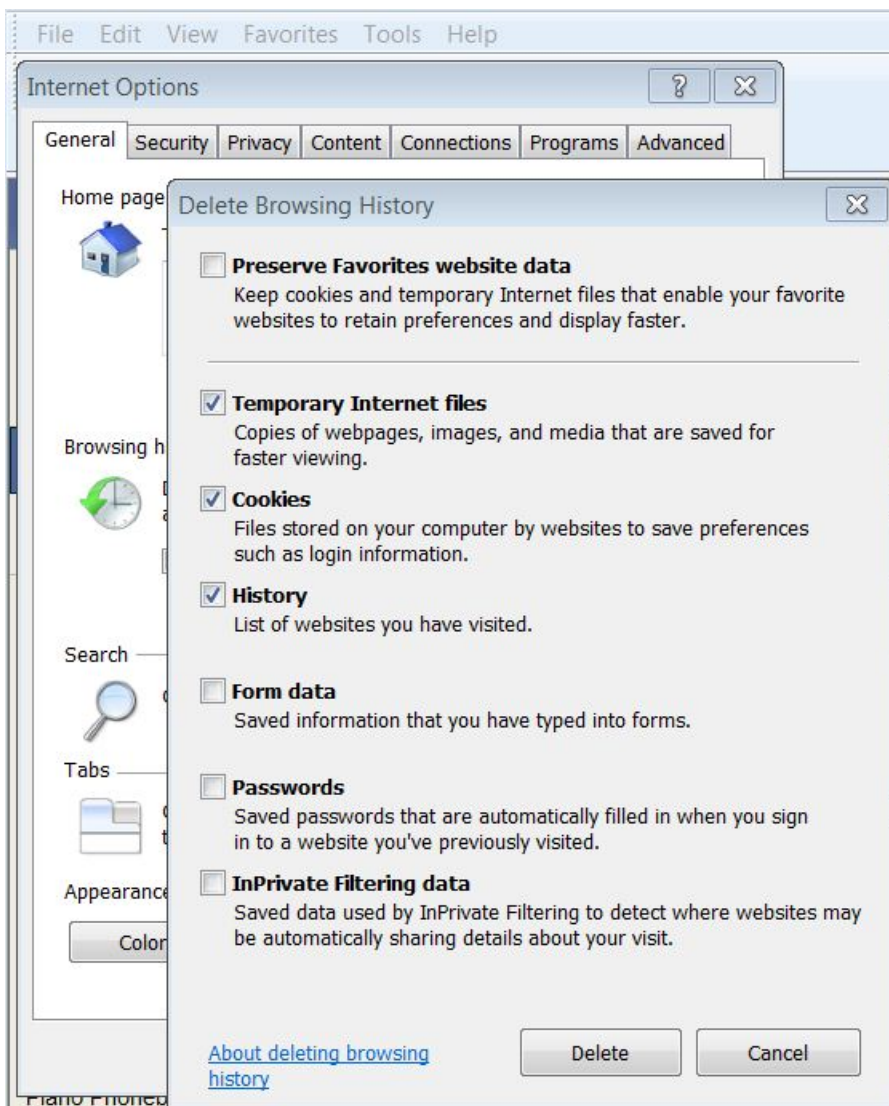 File Edit View Favorites Tools Help
Internet Options
General Security Privacy Content Connections Programs Advanced
Home page
Delete Browsing History
Preserve Favorites website data
Keep cookies and temporary Internet files that enable your favorite
websites to retain preferences and display faster.
Temporary Internet files
Copies of webpages, images, and media that are saved for
faster viewing.
Browsing h
Cookies
Files stored on your computer by websites to save preferences
such as login information.
History
List of websites you have visited.
Search
Form data
Saved information that you have typed into forms.
Tabs
Passwords
Saved passwords that are automatically filled in when you sign
in to a website you've previously visited.
InPrivate Filtering data
Appearance
Saved data used by InPrivate Filtering to detect where websites may
be automatically sharing details about your visit.
Color
About deleting browsing
history
Delete
Cancel